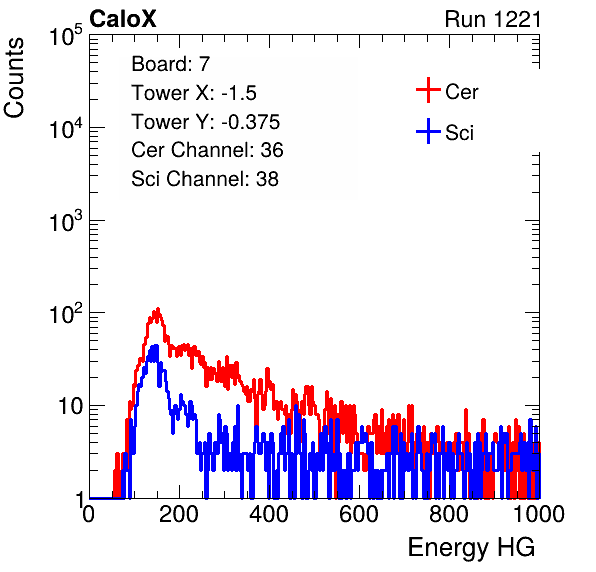 CaloX Run 1221
Board: 7
Tower X: -1.5
Tower Y: -0.375
Cer Channel: 36
Sci Channel: 38
Cer
Sci
Counts
10^5
10^4
10^3
10^2
10
1
0 200 400 600 800 1000
Energy HG